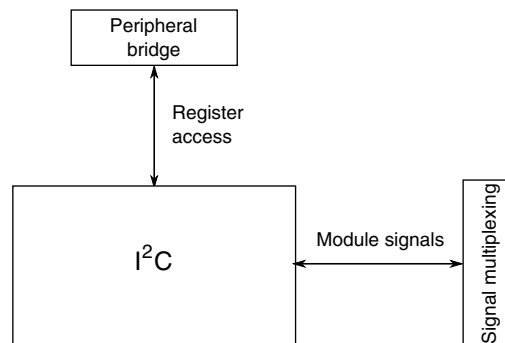 Peripheral
bridge
Register
access
I²C
Module signals
Signal multiplexing